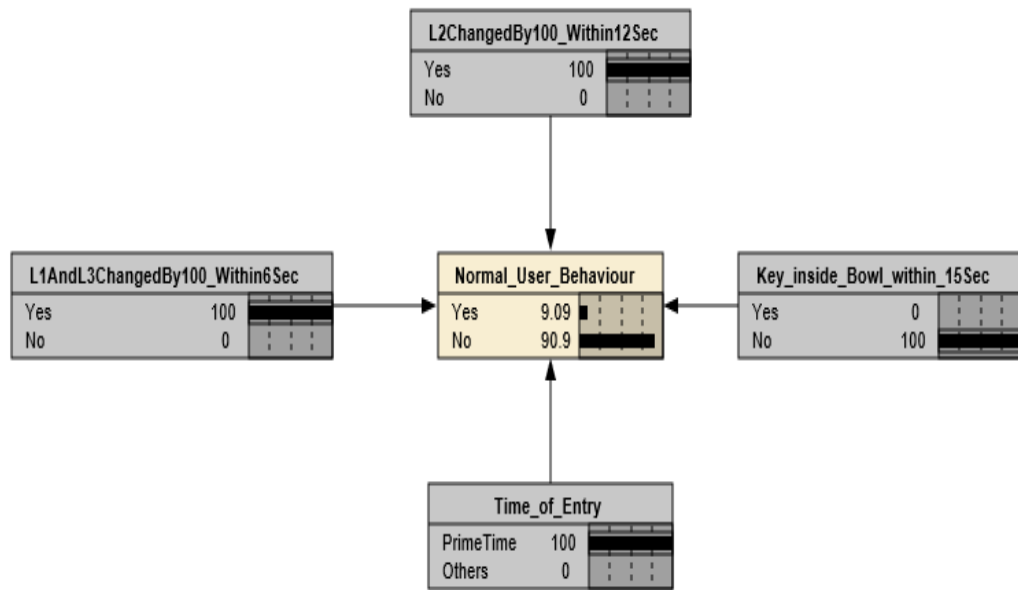 L2ChangedBy100_Within12Sec
Yes 100
No 0
L1AndL3ChangedBy100_Within6Sec
Yes 100
No 0
Normal_User_Behaviour
Yes 9.09
No 90.9
Key_inside_Bowl_within_15Sec
Yes 0
No 100
Time_of_Entry
PrimeTime 100
Others 0